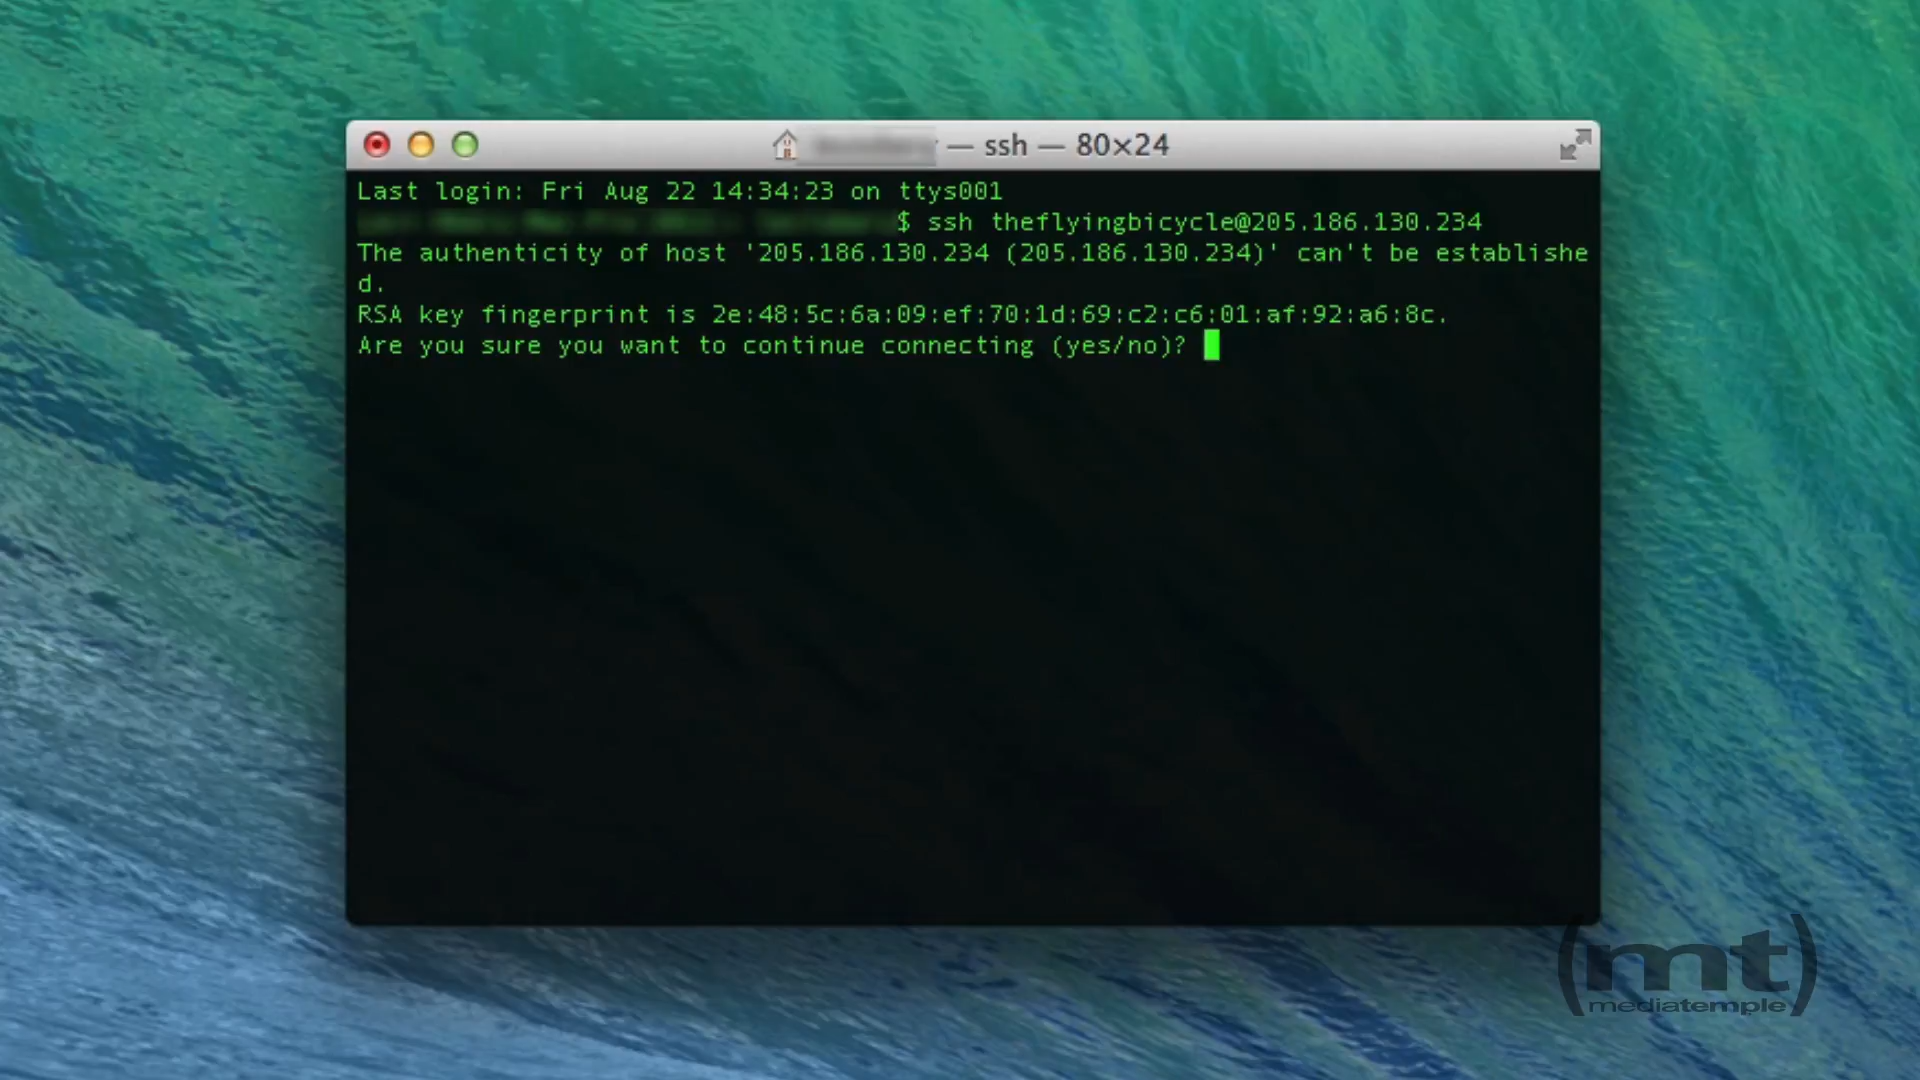 — ssh — 80×24
Last login: Fri Aug 22 14:34:23 on ttys001
$ ssh theflyingbicycle@205.186.130.234
The authenticity of host '205.186.130.234 (205.186.130.234)' can't be establishe
d.
RSA key fingerprint is 2e:48:5c:6a:09:ef:70:1d:69:c2:c6:01:af:92:a6:8c.
Are you sure you want to continue connecting (yes/no)?
(mt)
mediatemple